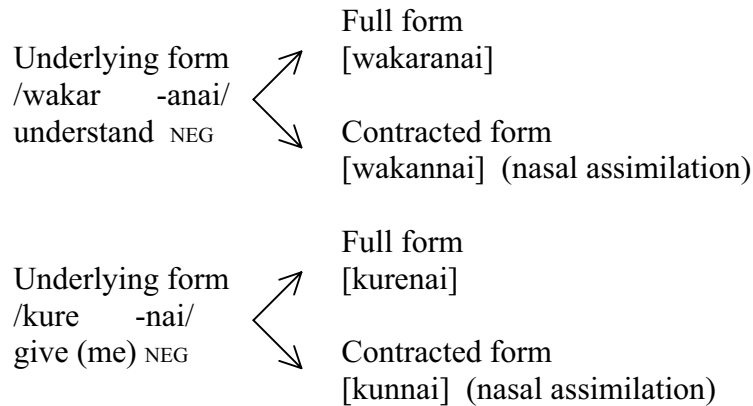 Full form
Underlying form [wakaranai]
/wakar -anai/
understand NEG Contracted form
[wakannai] (nasal assimilation)
Full form
Underlying form [kurenai]
/kure -nai/
give (me) NEG Contracted form
[kunnai] (nasal assimilation)